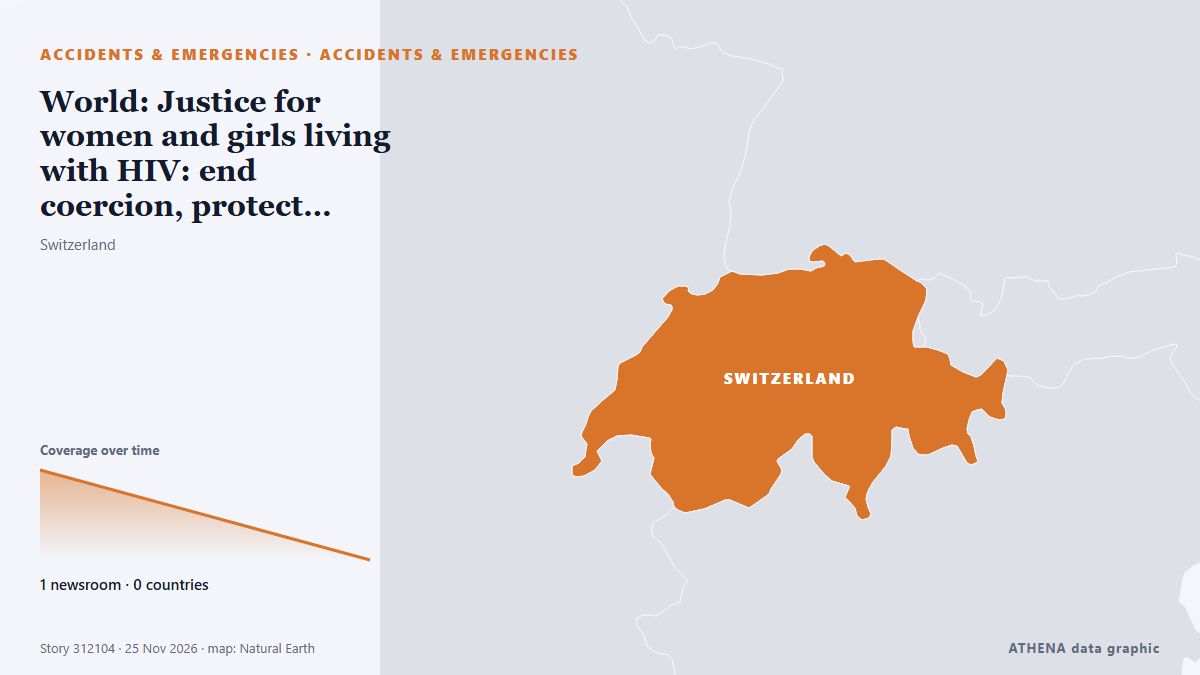 ACCIDENTS & EMERGENCIES · ACCIDENTS & EMERGENCIES
World: Justice for
women and girls living
with HIV: end
coercion, protect...
Switzerland
SWITZERLAND
Coverage over time
1 newsroom · 0 countries
Story 312104 · 25 Nov 2026 · map: Natural Earth
ATHENA data graphic